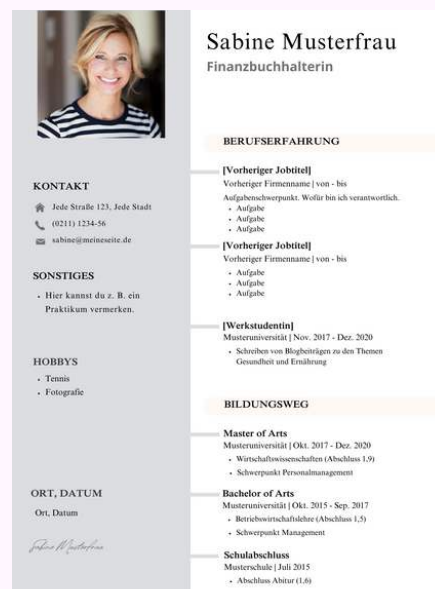 Sabine Musterfrau
Finanzbuchhalterin
KONTAKT
Jede Straße 123, Jede Stadt
(0211) 1234-56
sabine@meineseite.de
SONSTIGES
• Hier kannst du z. B. ein
Praktikum vermerken.
HOBBYS
• Tennis
• Fotografie
ORT, DATUM
Ort, Datum
Sabine Musterfrau
BERUFSERFAHRUNG
[Vorheriger Jobtitel]
Vorheriger Firmenname | von - bis
Aufgabenschwerpunkt. Wofür bin ich verantwortlich.
• Aufgabe
• Aufgabe
• Aufgabe
[Vorheriger Jobtitel]
Vorheriger Firmenname | von - bis
• Aufgabe
• Aufgabe
• Aufgabe
[Werkstudentin]
Musteruniversität | Nov. 2017 - Dez. 2020
• Schreiben von Blogbeiträgen zu den Themen
Gesundheit und Ernährung
BILDUNGSWEG
Master of Arts
Musteruniversität | Okt. 2017 - Dez. 2020
• Wirtschaftswissenschaften (Abschluss 1,9)
• Schwerpunkt Personalmanagement
Bachelor of Arts
Musteruniversität | Okt. 2015 - Sep. 2017
• Betriebswirtschaftslehre (Abschluss 1,5)
• Schwerpunkt Management
Schulabschluss
Musterschule | Juli 2015
• Abschluss Abitur (1,6)